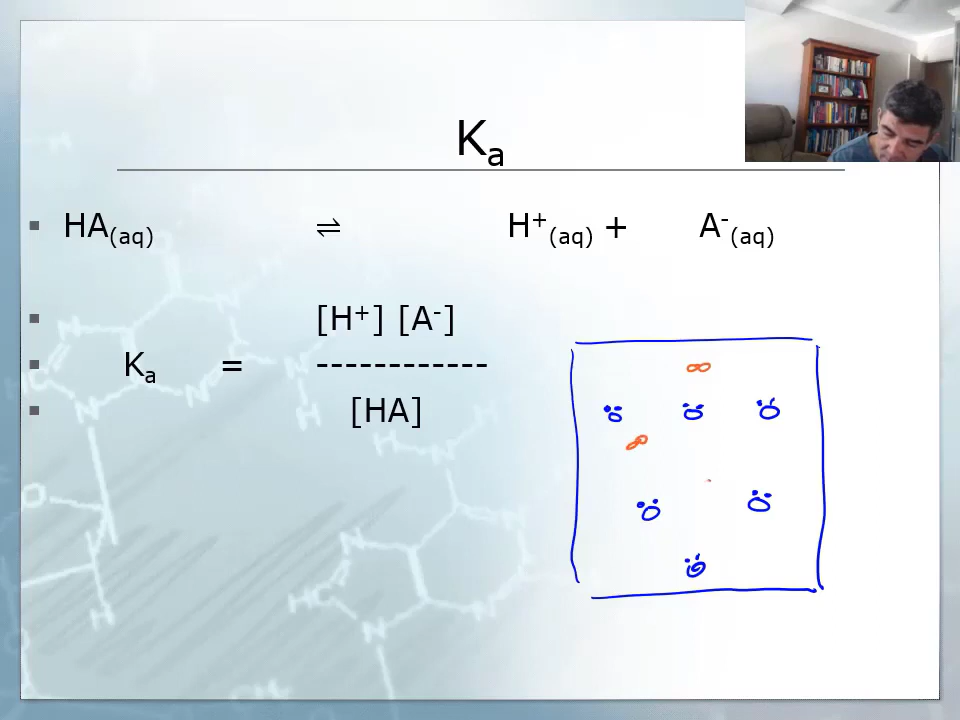 Kₐ
▪ HA(aq) ⇌ H⁺(aq) + A⁻(aq)
▪ [H⁺] [A⁻]
▪ Kₐ = ------------
▪ [HA]